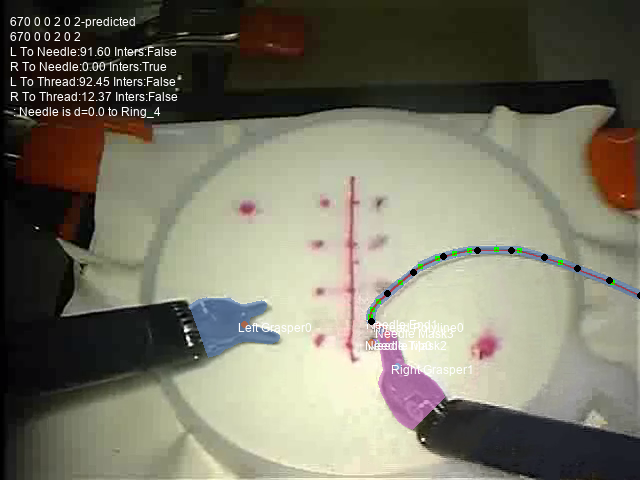 670 0 0 2 0 2-predicted
670 0 0 2 0 2
L To Needle:91.60 Inters:False
R To Needle:0.00 Inters:True
L To Thread:92.45 Inters:False
R To Thread:12.37 Inters:False
Needle is d=0.0 to Ring_4
Left Grasper0
Needle Mask3
Right Grasper1